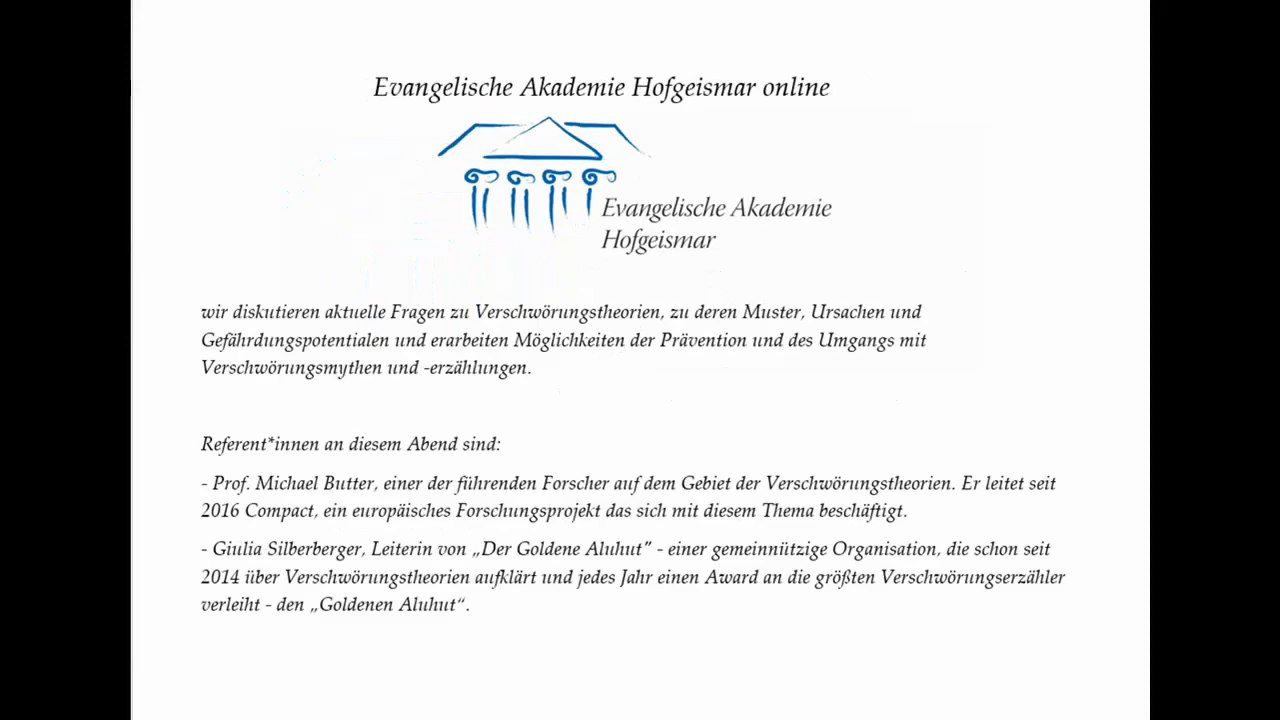 Evangelische Akademie Hofgeismar online
Evangelische Akademie
Hofgeismar
wir diskutieren aktuelle Fragen zu Verschwörungstheorien, zu deren Muster, Ursachen und
Gefährdungspotentialen und erarbeiten Möglichkeiten der Prävention und des Umgangs mit
Verschwörungsmythen und -erzählungen.
Referent*innen an diesem Abend sind:
- Prof. Michael Butter, einer der führenden Forscher auf dem Gebiet der Verschwörungstheorien. Er leitet seit
2016 Compact, ein europäisches Forschungsprojekt das sich mit diesem Thema beschäftigt.
- Giulia Silberberger, Leiterin von „Der Goldene Aluhut" - einer gemeinnützige Organisation, die schon seit
2014 über Verschwörungstheorien aufklärt und jedes Jahr einen Award an die größten Verschwörungserzähler
verleiht - den „Goldenen Aluhut“.